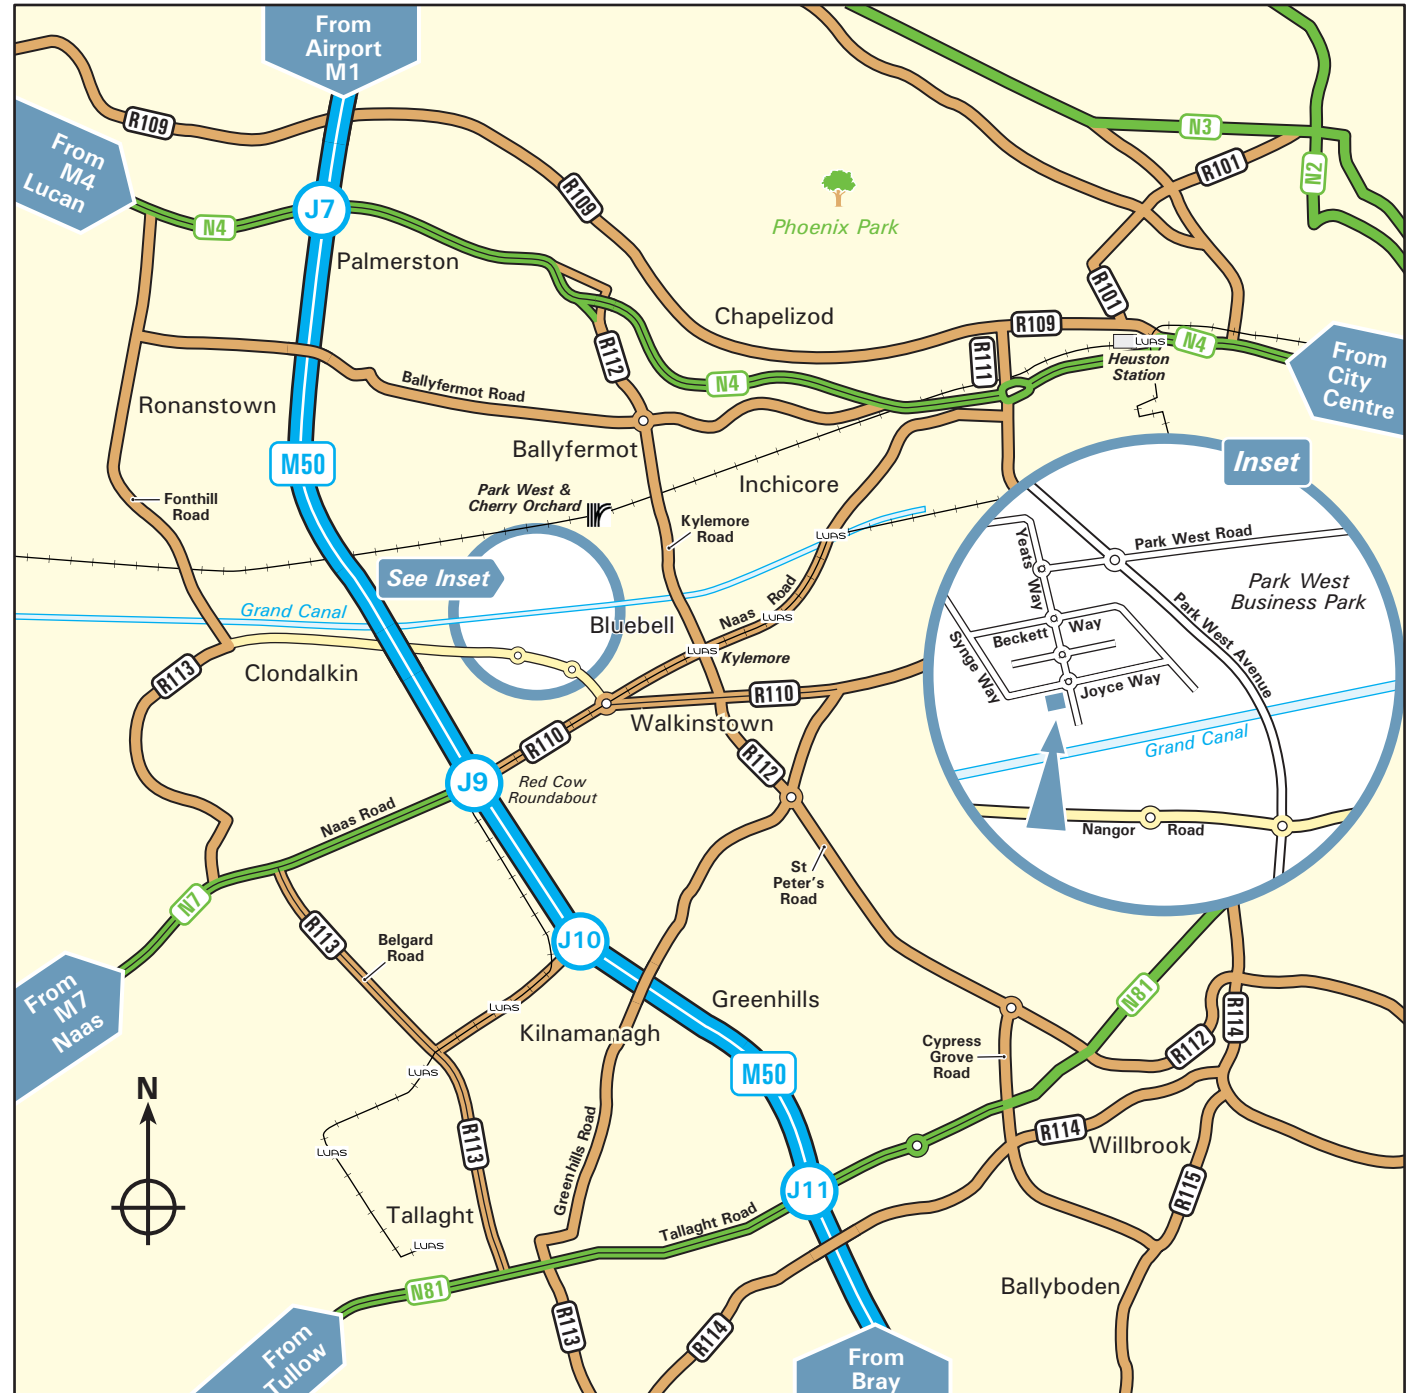 From
Airport
M1
R109
From
M4
Lucan
N4
J7
R109
Palmerston
Phoenix Park
N3
R101
N2
R101
Chapelizod
R109
R111
LUAS
Heuston
Station
N4
From
City
Centre
R112
N4
Ballyfermot Road
Ronanstown
M50
Ballyfermot
Inchicore
Fonthill
Road
Park West &
Cherry Orchard
Kylemore
Road
LUAS
See Inset
Grand Canal
Bluebell
Naas Road
LUAS
LUAS
Kylemore
Clondalkin
R113
R110
Walkinstown
R110
R112
J9
Red Cow
Roundabout
Naas Road
N7
St
Peter's
Road
From
M7
Naas
R113
Belgard
Road
J10
LUAS
Kilnamanagh
Greenhills
M50
LUAS
LUAS
R113
Greenhills Road
Tallaght
LUAS
Tallaght Road
J11
N81
From
Tullow
R113
R114
From
Bray
Cypress
Grove
Road
N81
R112
R114
R114
Willbrook
R115
Ballyboden
N
Inset
Park West Road
Yeats Way
Park West
Business Park
Park West Avenue
Beckett Way
Synge Way
Joyce Way
Grand Canal
Nangor Road